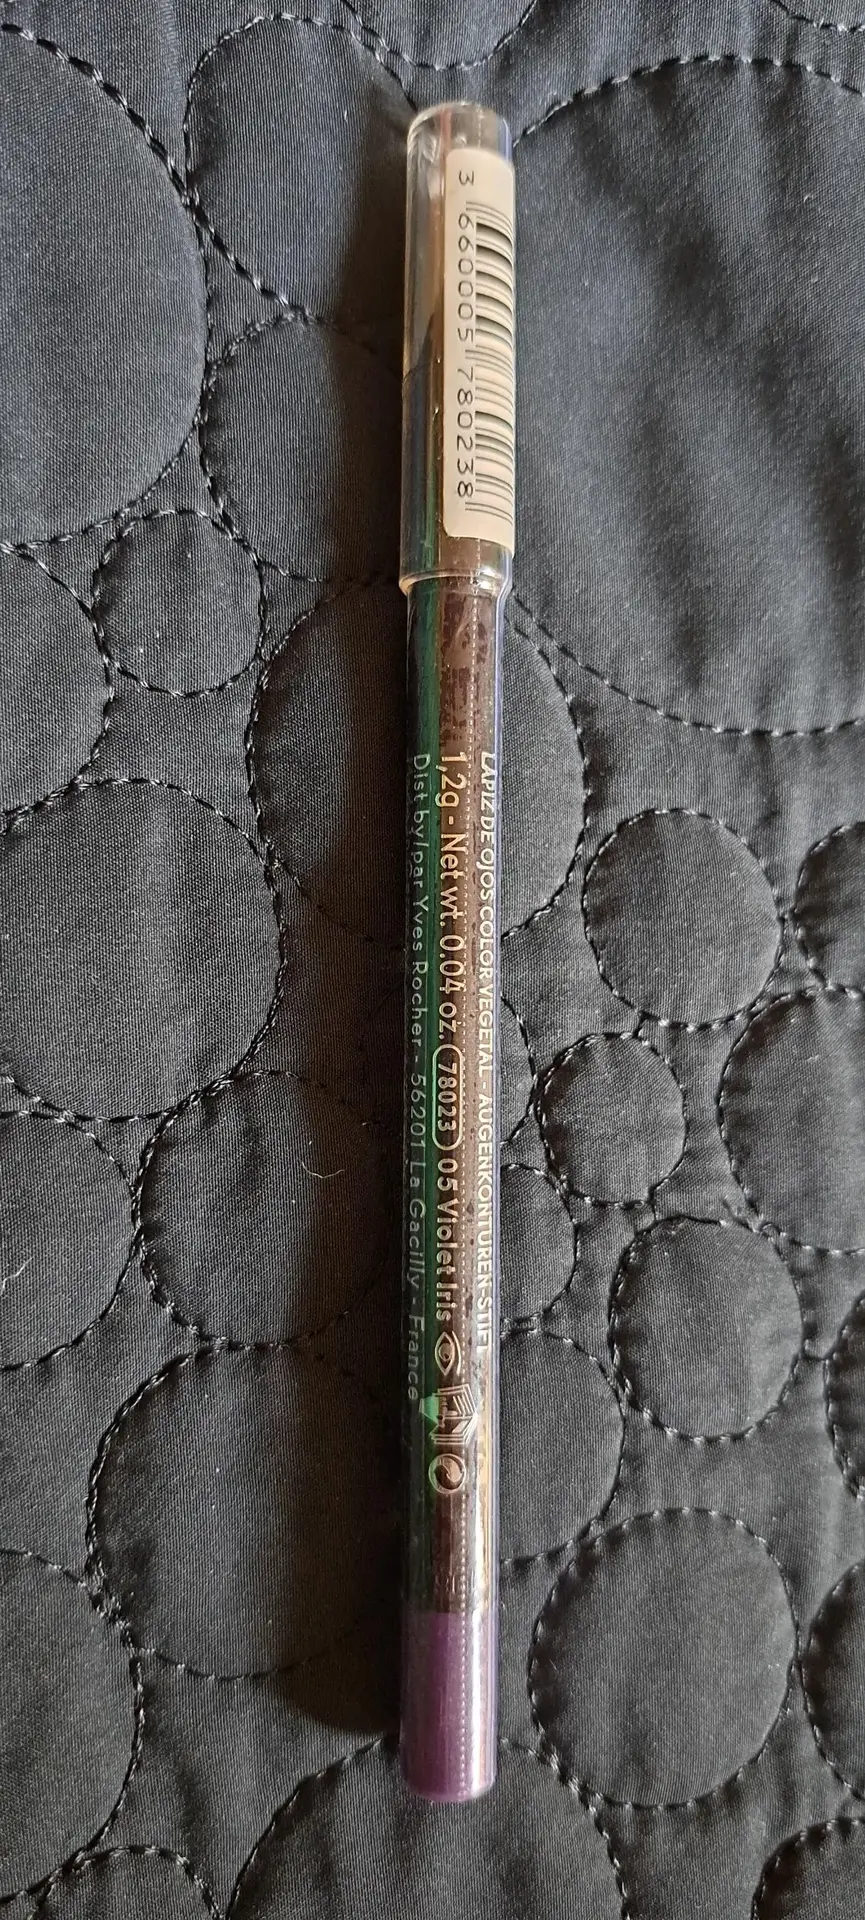 3 660005 780238
LÁPIZ DE OJOS COLOR VEGETAL - AUGENKONTUREN-STIFT
1,2g - Net wt. 0.04 oz. 78023 05 Violet Iris
Dist by/par Yves Rocher - 56201 La Gacilly - France